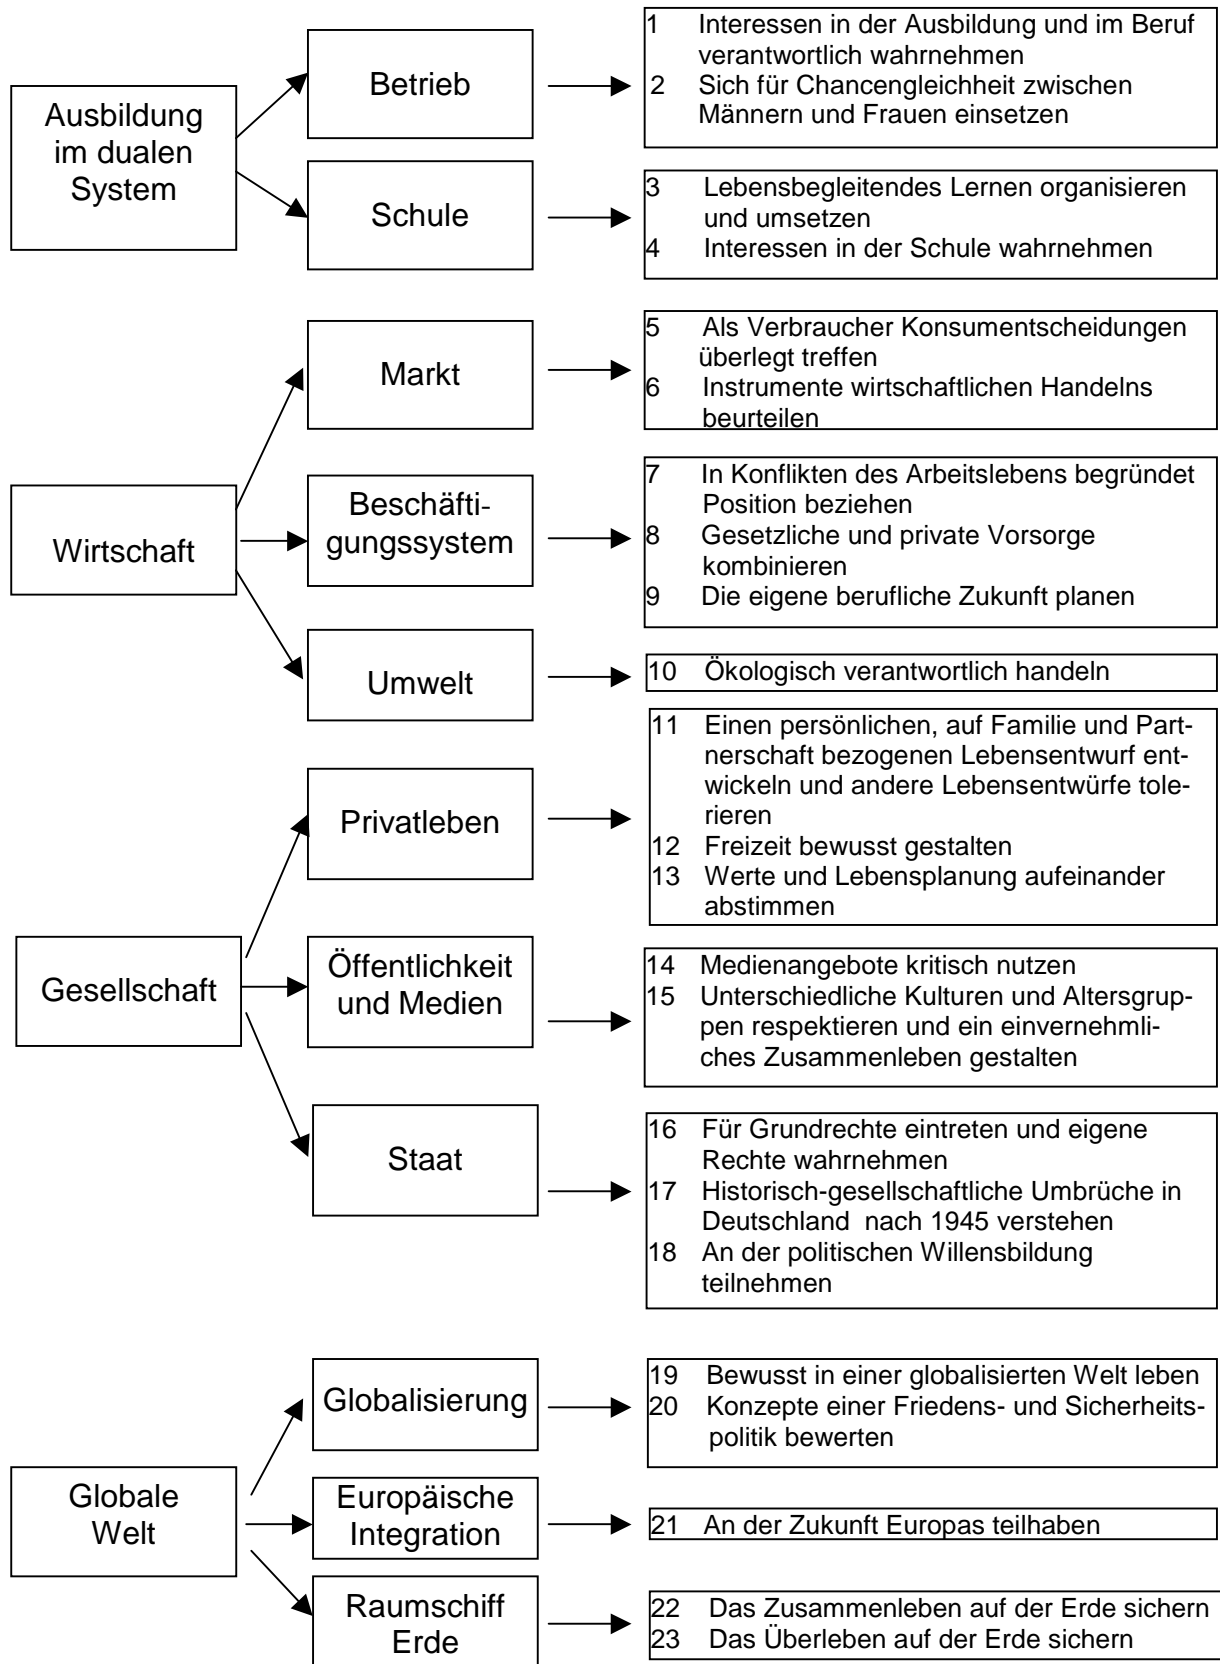 Ausbildung
im dualen
System
Betrieb
1 Interessen in der Ausbildung und im Beruf
verantwortlich wahrnehmen
2 Sich für Chancengleichheit zwischen
Männern und Frauen einsetzen
Schule
3 Lebensbegleitendes Lernen organisieren
und umsetzen
4 Interessen in der Schule wahrnehmen
Wirtschaft
Markt
5 Als Verbraucher Konsumentscheidungen
überlegt treffen
6 Instrumente wirtschaftlichen Handelns
beurteilen
Beschäfti-
gungssystem
7 In Konflikten des Arbeitslebens begründet
Position beziehen
8 Gesetzliche und private Vorsorge
kombinieren
9 Die eigene berufliche Zukunft planen
Umwelt
10 Ökologisch verantwortlich handeln
Gesellschaft
Privatleben
11 Einen persönlichen, auf Familie und Part-
nerschaft bezogenen Lebensentwurf ent-
wickeln und andere Lebensentwürfe tole-
rieren
12 Freizeit bewusst gestalten
13 Werte und Lebensplanung aufeinander
abstimmen
Öffentlichkeit
und Medien
14 Medienangebote kritisch nutzen
15 Unterschiedliche Kulturen und Altersgrup-
pen respektieren und ein einvernehmli-
ches Zusammenleben gestalten
Staat
16 Für Grundrechte eintreten und eigene
Rechte wahrnehmen
17 Historisch-gesellschaftliche Umbrüche in
Deutschland nach 1945 verstehen
18 An der politischen Willensbildung
teilnehmen
Globale
Welt
Globalisierung
19 Bewusst in einer globalisierten Welt leben
20 Konzepte einer Friedens- und Sicherheits-
politik bewerten
Europäische
Integration
21 An der Zukunft Europas teilhaben
Raumschiff
Erde
22 Das Zusammenleben auf der Erde sichern
23 Das Überleben auf der Erde sichern